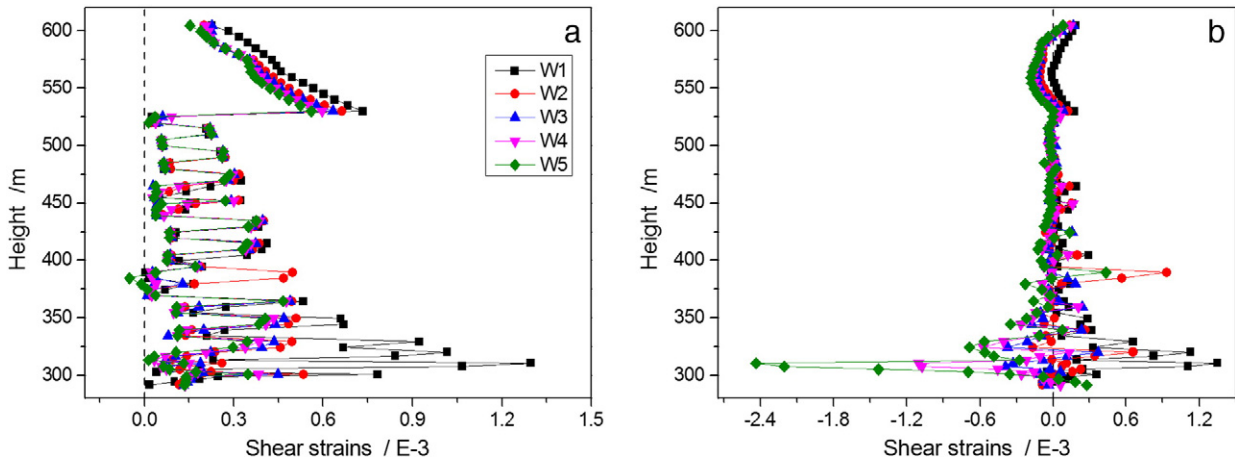 a
600
550
500
450
400
350
300
Height /m
0.0 0.3 0.6 0.9 1.2 1.5
Shear strains / E-3
W1
W2
W3
W4
W5
b
600
550
500
450
400
350
300
Height /m
-2.4 -1.8 -1.2 -0.6 0.0 0.6 1.2
Shear strains / E-3